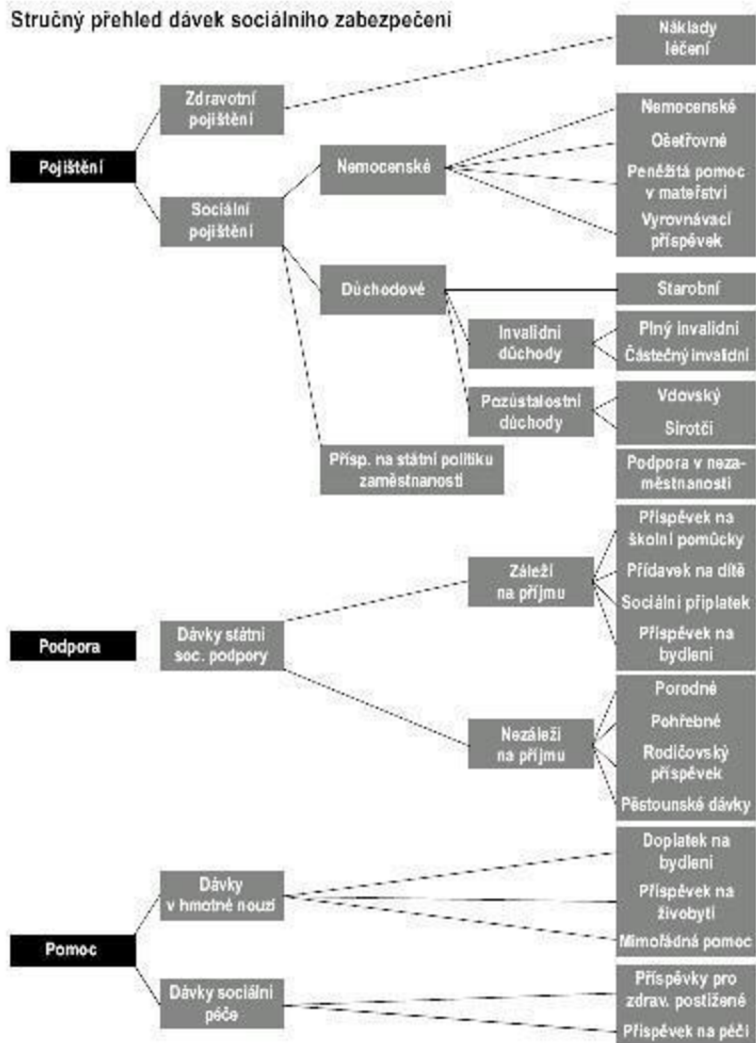 Stručný přehled dávek sociálního zabezpečení
Náklady
léčení
Zdravotní
pojištění
Pojištění
Sociální
pojištění
Nemocenské
Nemocenské
Ošetřovné
Peněžitá pomoc
v mateřství
Vyrovnávací
příspěvek
Důchodové
Starobní
Invalidní
důchody
Plný invalidní
Částečný invalidní
Pozůstalostní
důchody
Vdovský
Sirotčí
Přísp. na státní politiku
zaměstnanosti
Podpora v neza-
městnanosti
Podpora
Dávky státní
soc. podpory
Záleží
na příjmu
Příspěvek na
školní pomůcky
Přídavek na dítě
Sociální příplatek
Příspěvek na
bydlení
Nezáleží
na příjmu
Porodné
Pohřebné
Rodičovský
příspěvek
Pěstounské dávky
Pomoc
Dávky
v hmotné nouzí
Doplatek na
bydlení
Příspěvek na
živobytí
Mimořádná pomoc
Dávky sociální
péče
Příspěvky pro
zdrav. postižené
Příspěvek na péči